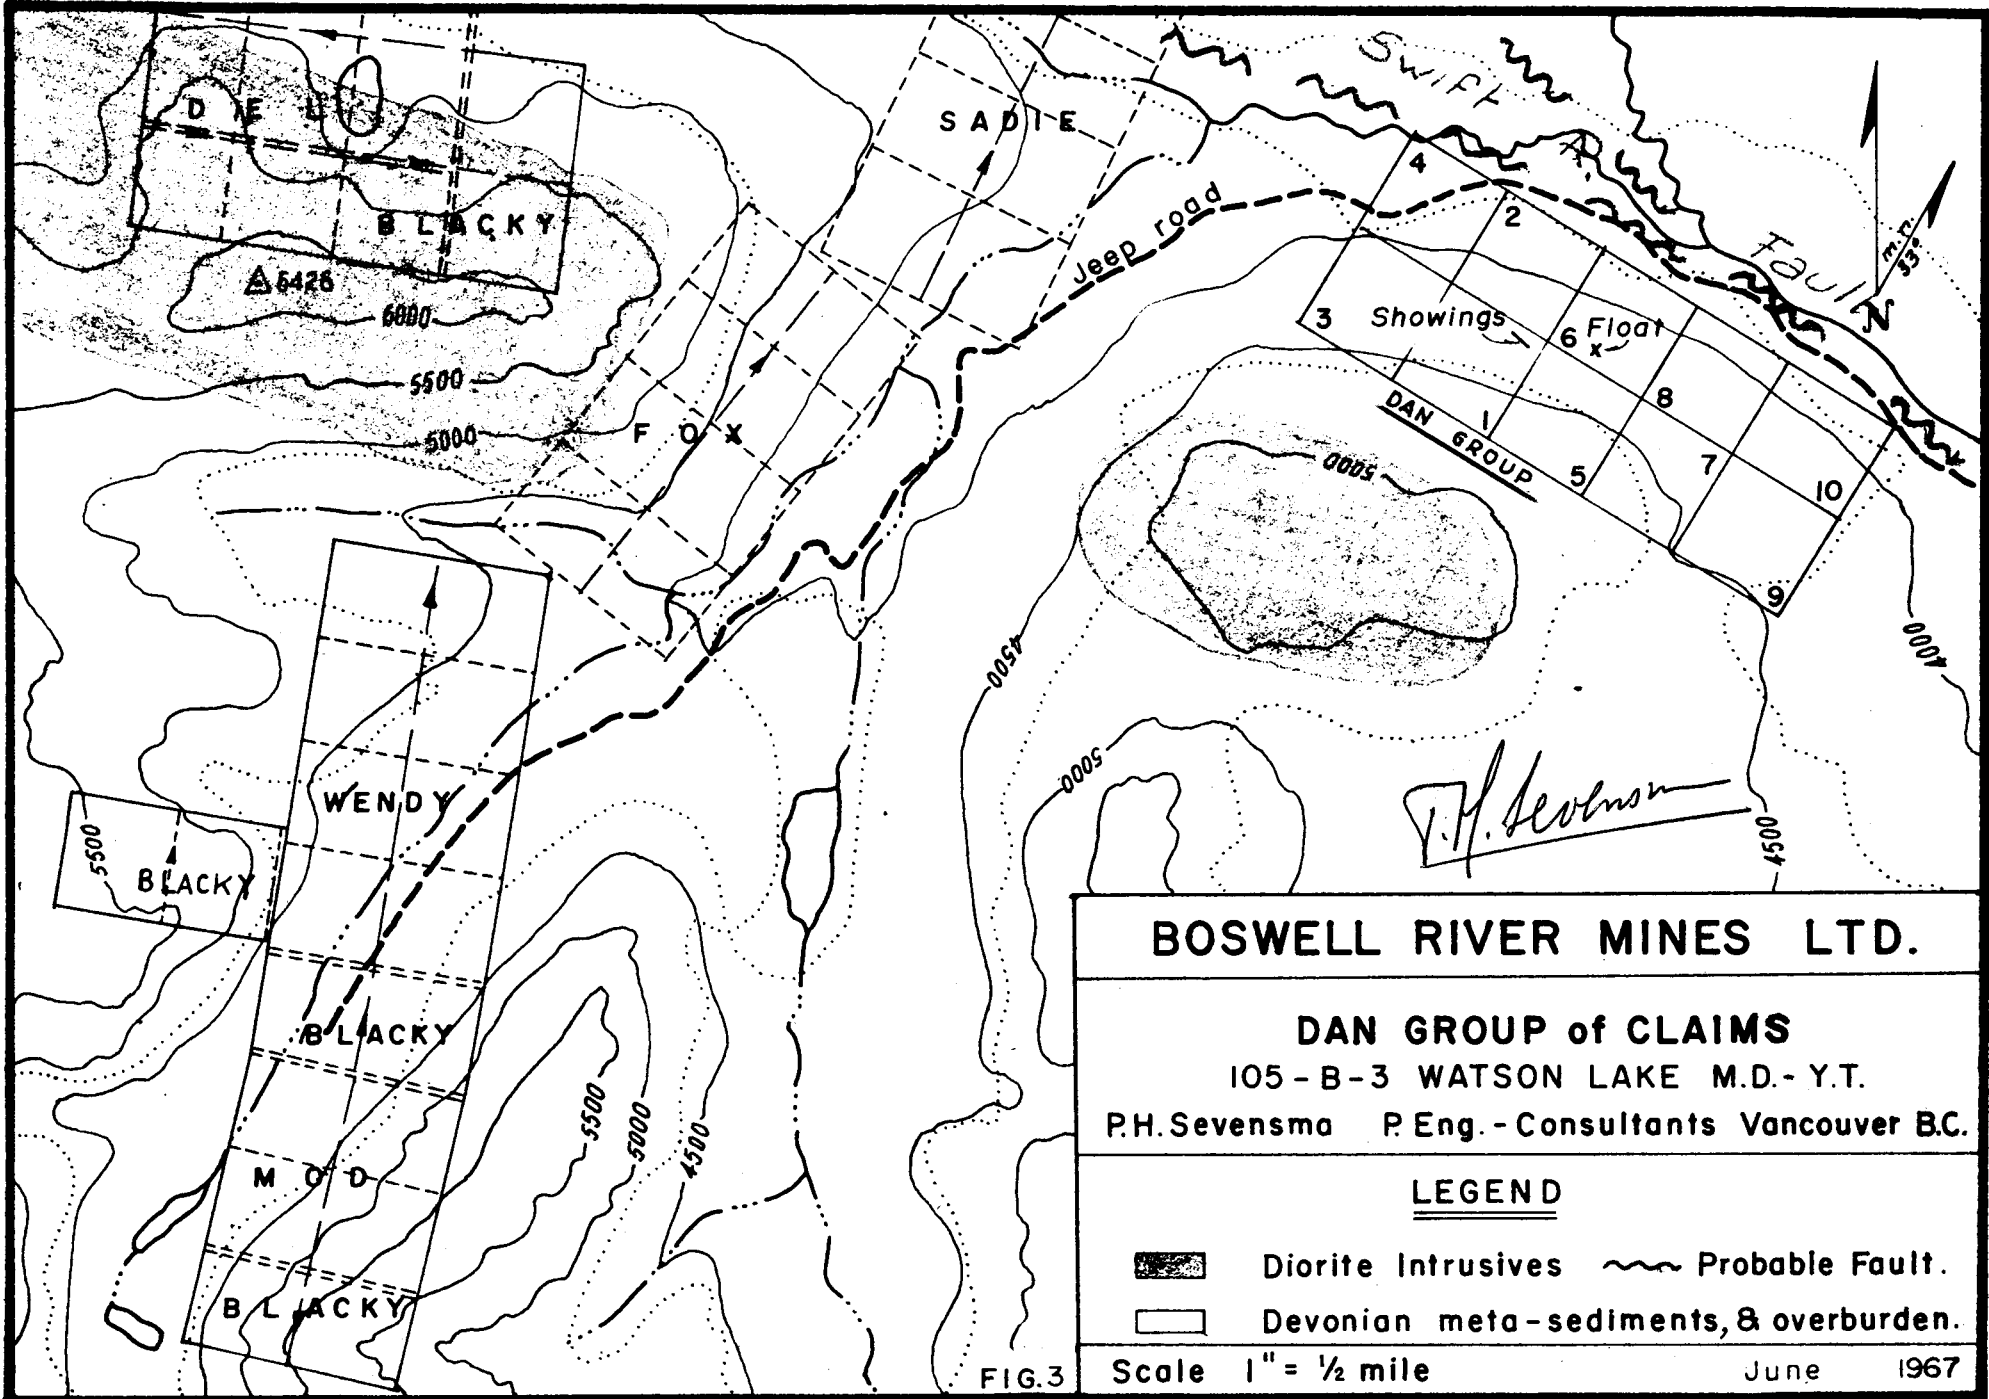 Swift
R.
Fault
D E L
BLACKY
6426
6000
5500
5000
SADIE
FOX
Jeep road
4
2
3
Showings
6 Float
x
8
1
5
7
10
9
DAN GROUP
5000
4000
4500
N
m.n.
33°
WENDY
5500
BLACKY
BLACKY
MOD
BLACKY
5500
5000
4500
4500
5000
P.H. Sevensma
BOSWELL RIVER MINES LTD.
DAN GROUP of CLAIMS
105-B-3 WATSON LAKE M.D.-Y.T.
P.H. Sevensma P. Eng.-Consultants Vancouver B.C.
LEGEND
Diorite Intrusives Probable Fault.
Devonian meta-sediments, & overburden.
FIG.3
Scale 1" = ½ mile June 1967